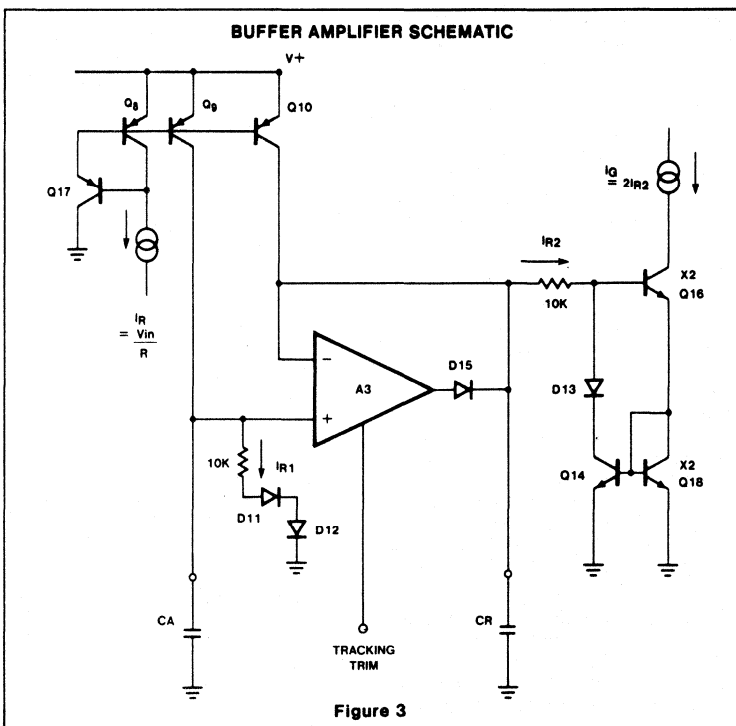 BUFFER AMPLIFIER SCHEMATIC
V+
Q8
Q9
Q10
Q17
IR
= Vin
R
IG
= 2IR2
IR2
10K
X2
Q16
D15
A3
−
+
D13
10K
IR1
D11
D12
Q14
X2
Q18
CA
TRACKING
TRIM
CR
Figure 3